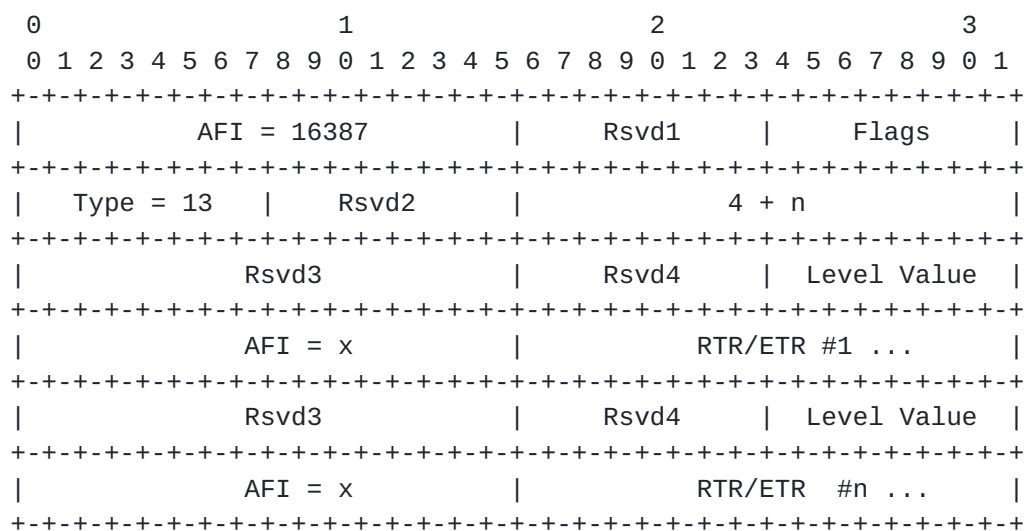 0                   1                   2                   3
 0 1 2 3 4 5 6 7 8 9 0 1 2 3 4 5 6 7 8 9 0 1 2 3 4 5 6 7 8 9 0 1
+-+-+-+-+-+-+-+-+-+-+-+-+-+-+-+-+-+-+-+-+-+-+-+-+-+-+-+-+-+-+-+-+
|           AFI = 16387         |     Rsvd1     |     Flags     |
+-+-+-+-+-+-+-+-+-+-+-+-+-+-+-+-+-+-+-+-+-+-+-+-+-+-+-+-+-+-+-+-+
|   Type = 13   |    Rsvd2      |             4 + n             |
+-+-+-+-+-+-+-+-+-+-+-+-+-+-+-+-+-+-+-+-+-+-+-+-+-+-+-+-+-+-+-+-+
|              Rsvd3            |     Rsvd4     |  Level Value  |
+-+-+-+-+-+-+-+-+-+-+-+-+-+-+-+-+-+-+-+-+-+-+-+-+-+-+-+-+-+-+-+-+
|              AFI = x          |           RTR/ETR #1 ...      |
+-+-+-+-+-+-+-+-+-+-+-+-+-+-+-+-+-+-+-+-+-+-+-+-+-+-+-+-+-+-+-+-+
|              Rsvd3            |     Rsvd4     |  Level Value  |
+-+-+-+-+-+-+-+-+-+-+-+-+-+-+-+-+-+-+-+-+-+-+-+-+-+-+-+-+-+-+-+-+
|              AFI = x          |           RTR/ETR  #n ...     |
+-+-+-+-+-+-+-+-+-+-+-+-+-+-+-+-+-+-+-+-+-+-+-+-+-+-+-+-+-+-+-+-+